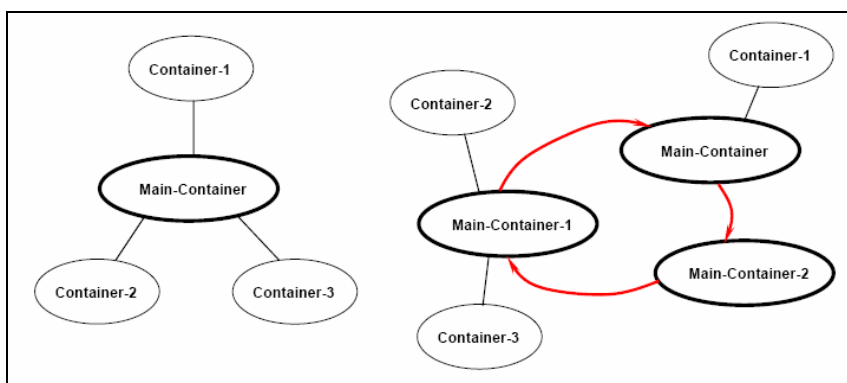 Container-1
Main-Container
Container-2
Container-3
Container-1
Container-2
Main-Container
Main-Container-1
Main-Container-2
Container-3